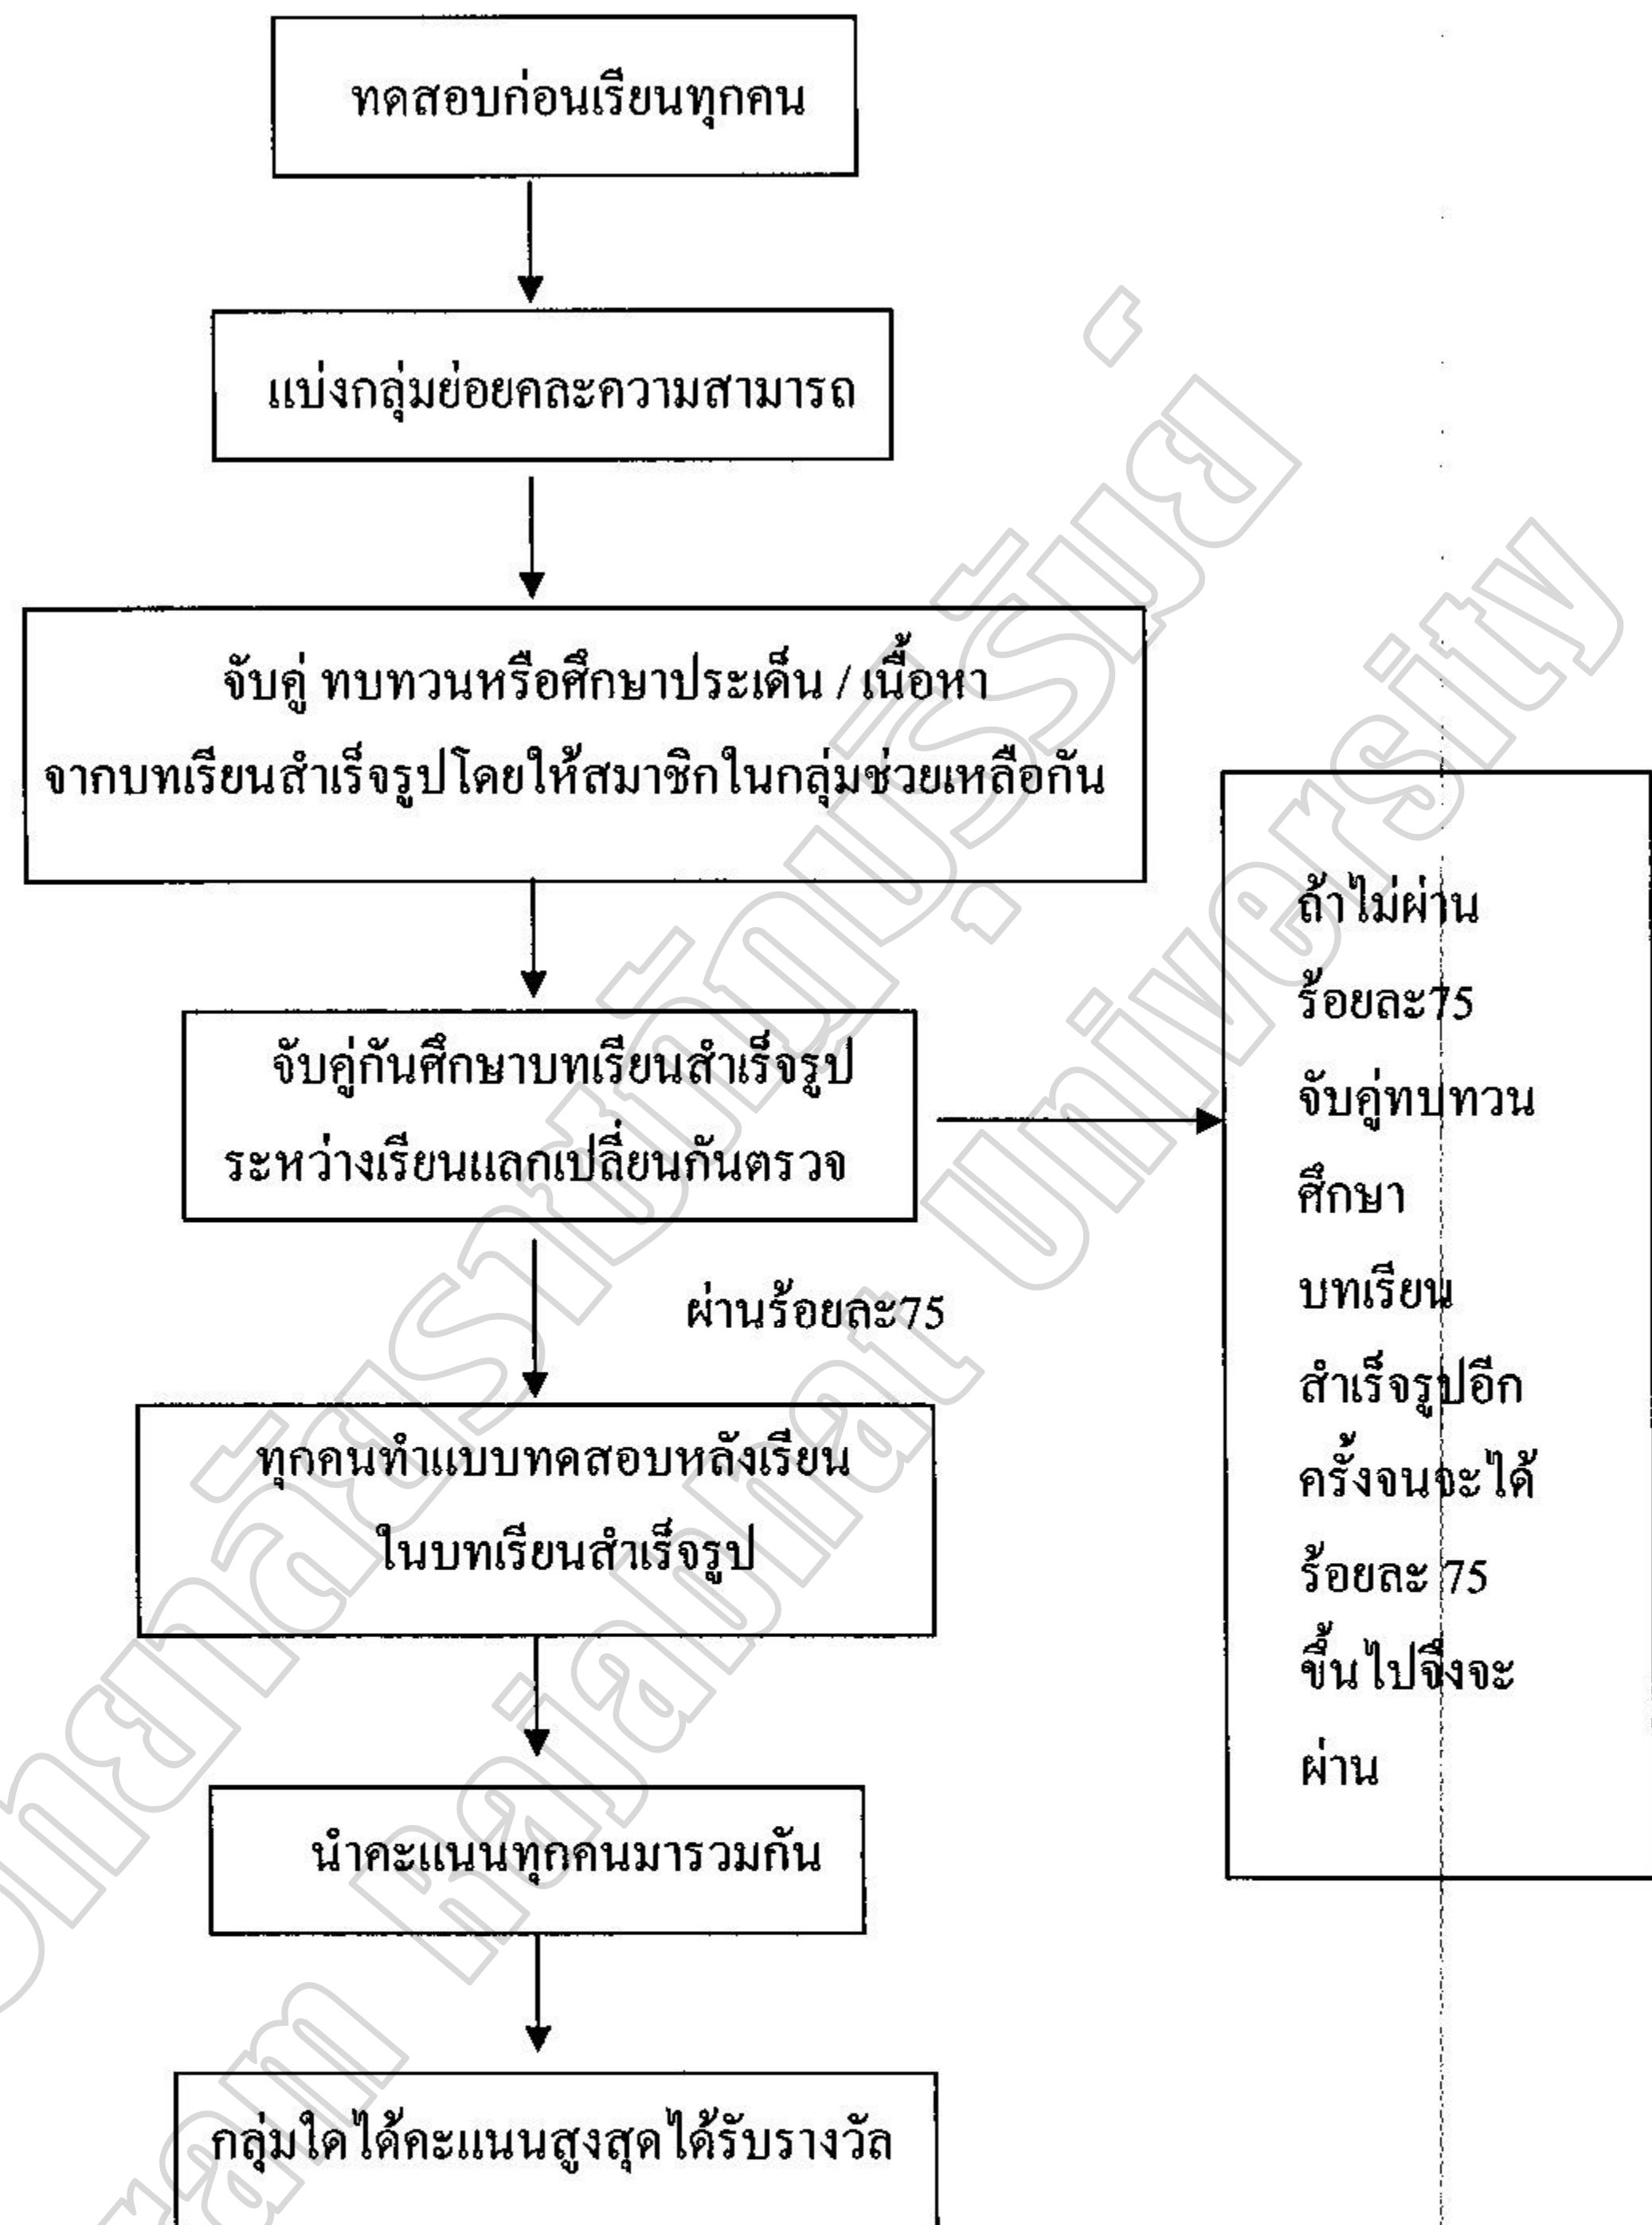 ทดสอบก่อนเรียนทุกคน
แบ่งกลุ่มย่อยคละความสามารถ
จับคู่ ทบทวนหรือศึกษาประเด็น / เนื้อหา
จากบทเรียนสำเร็จรูปโดยให้สมาชิกในกลุ่มช่วยเหลือกัน
จับคู่กันศึกษาบทเรียนสำเร็จรูป
ระหว่างเรียนแลกเปลี่ยนกันตรวจ
ผ่านร้อยละ75
ถ้าไม่ผ่าน
ร้อยละ75
จับคู่ทบทวน
ศึกษา
บทเรียน
สำเร็จรูปอีก
ครั้งจนจะได้
ร้อยละ 75
ขึ้นไปจึงจะ
ผ่าน
ทุกคนทำแบบทดสอบหลังเรียน
ในบทเรียนสำเร็จรูป
นำคะแนนทุกคนมารวมกัน
กลุ่มใดได้คะแนนสูงสุดได้รับรางวัล
Rajabhat University